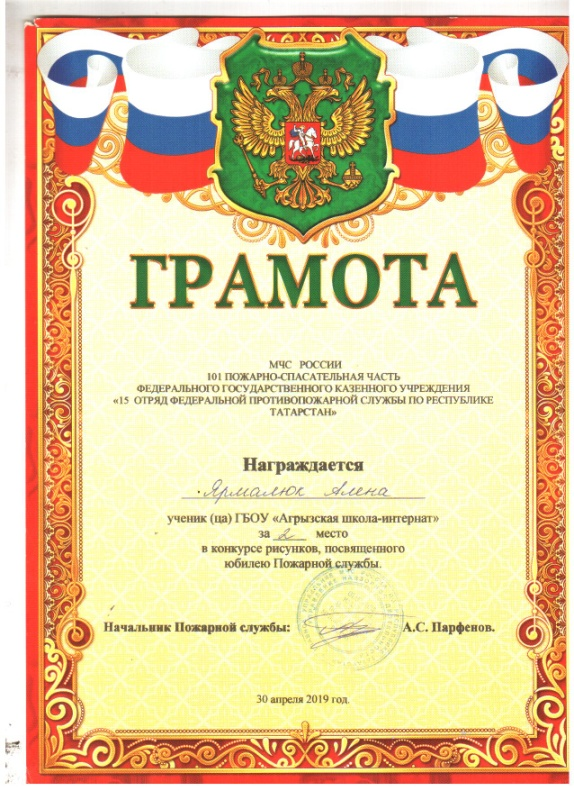 ГРАМОТА
МЧС РОССИИ
101 ПОЖАРНО-СПАСАТЕЛЬНАЯ ЧАСТЬ
ФЕДЕРАЛЬНОГО ГОСУДАРСТВЕННОГО КАЗЕННОГО УЧРЕЖДЕНИЯ
«15 ОТРЯД ФЕДЕРАЛЬНОЙ ПРОТИВОПОЖАРНОЙ СЛУЖБЫ ПО РЕСПУБЛИКЕ
ТАТАРСТАН»
Награждается
Ярмалюк Алена
ученик (ца) ГБОУ «Агрызская школа-интернат»
за 2 место
в конкурсе рисунков, посвященного
юбилею Пожарной службы.
Начальник Пожарной службы: А.С. Парфенов.
30 апреля 2019 год.